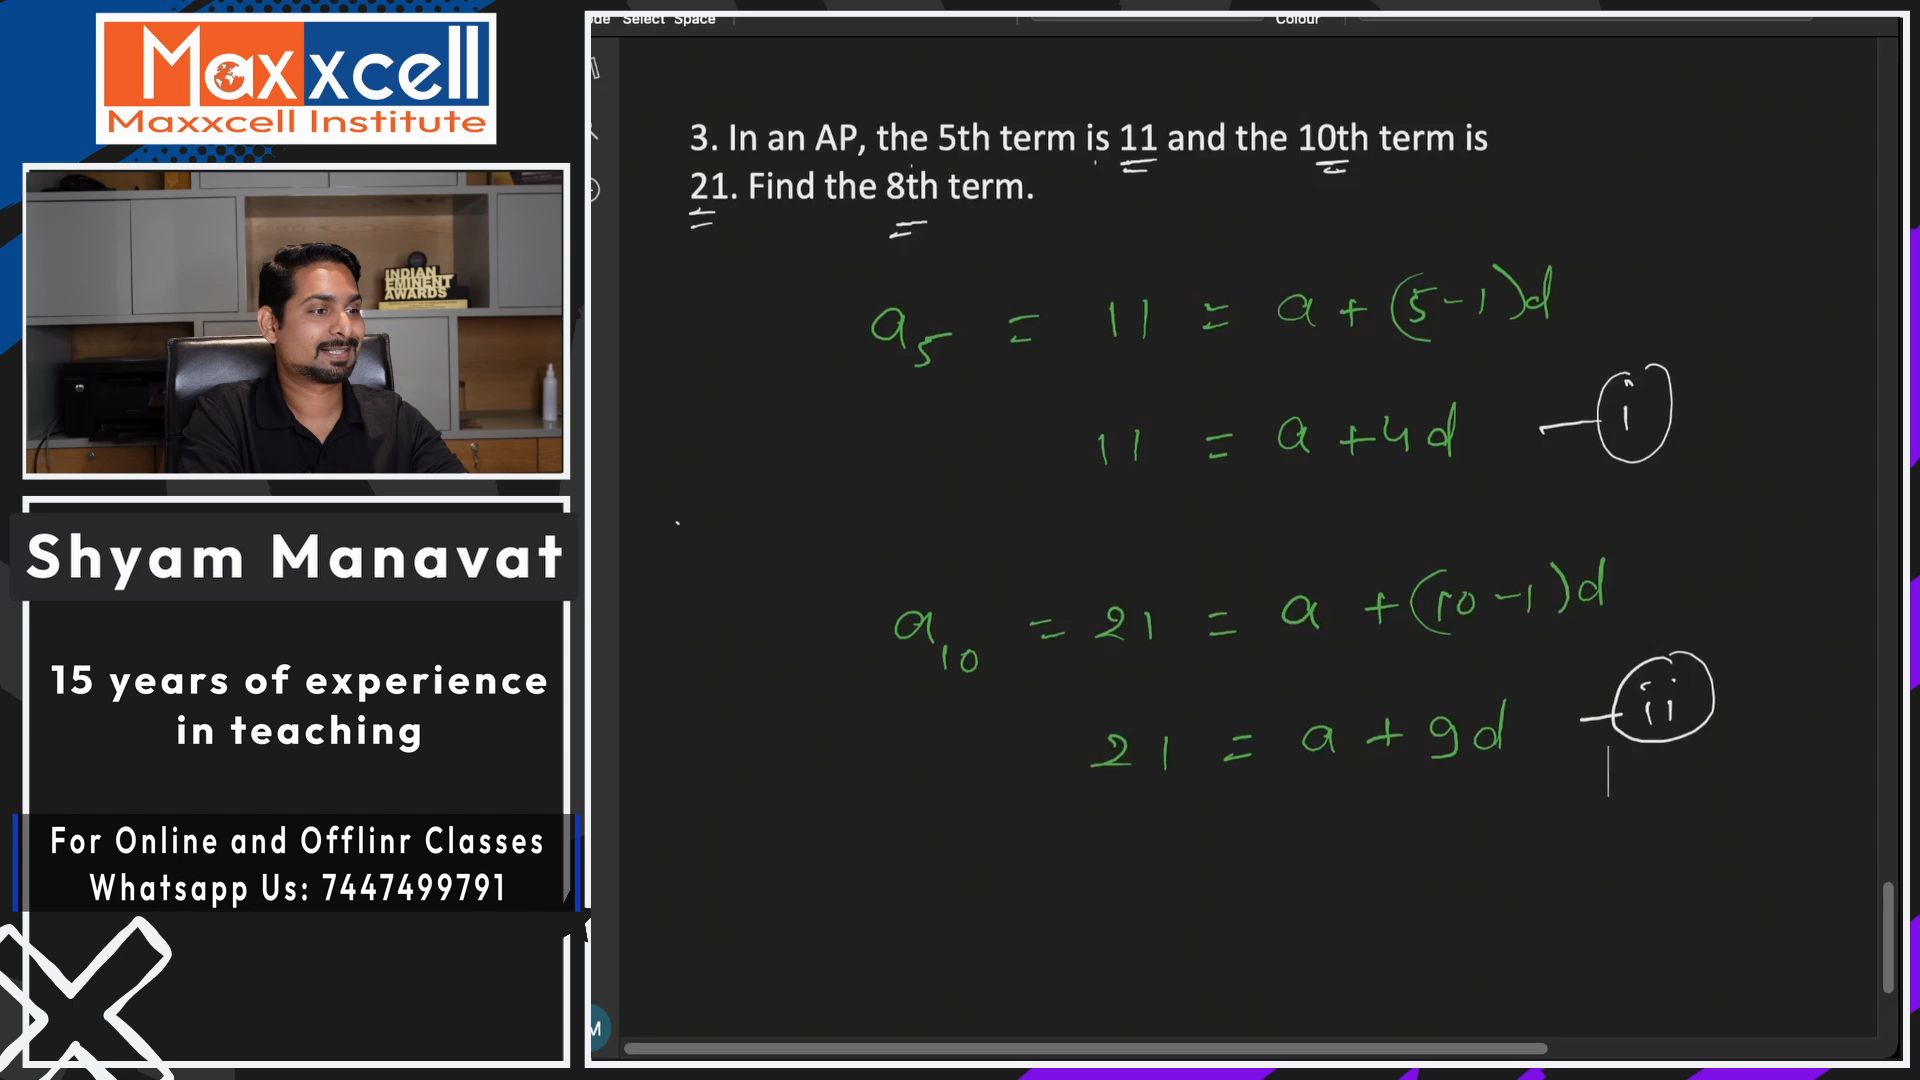 Maxxcell
Maxxcell Institute
INDIAN
EMINENT
AWARDS
Shyam Manavat
15 years of experience
in teaching
For Online and Offlinr Classes
Whatsapp Us: 7447499791
Select Space
Colour
3. In an AP, the 5th term is 11 and the 10th term is
21. Find the 8th term.
a₅ = 11 = a + (5-1)d
11 = a + 4d — i
a₁₀ = 21 = a + (10-1)d
21 = a + 9d — ii
M